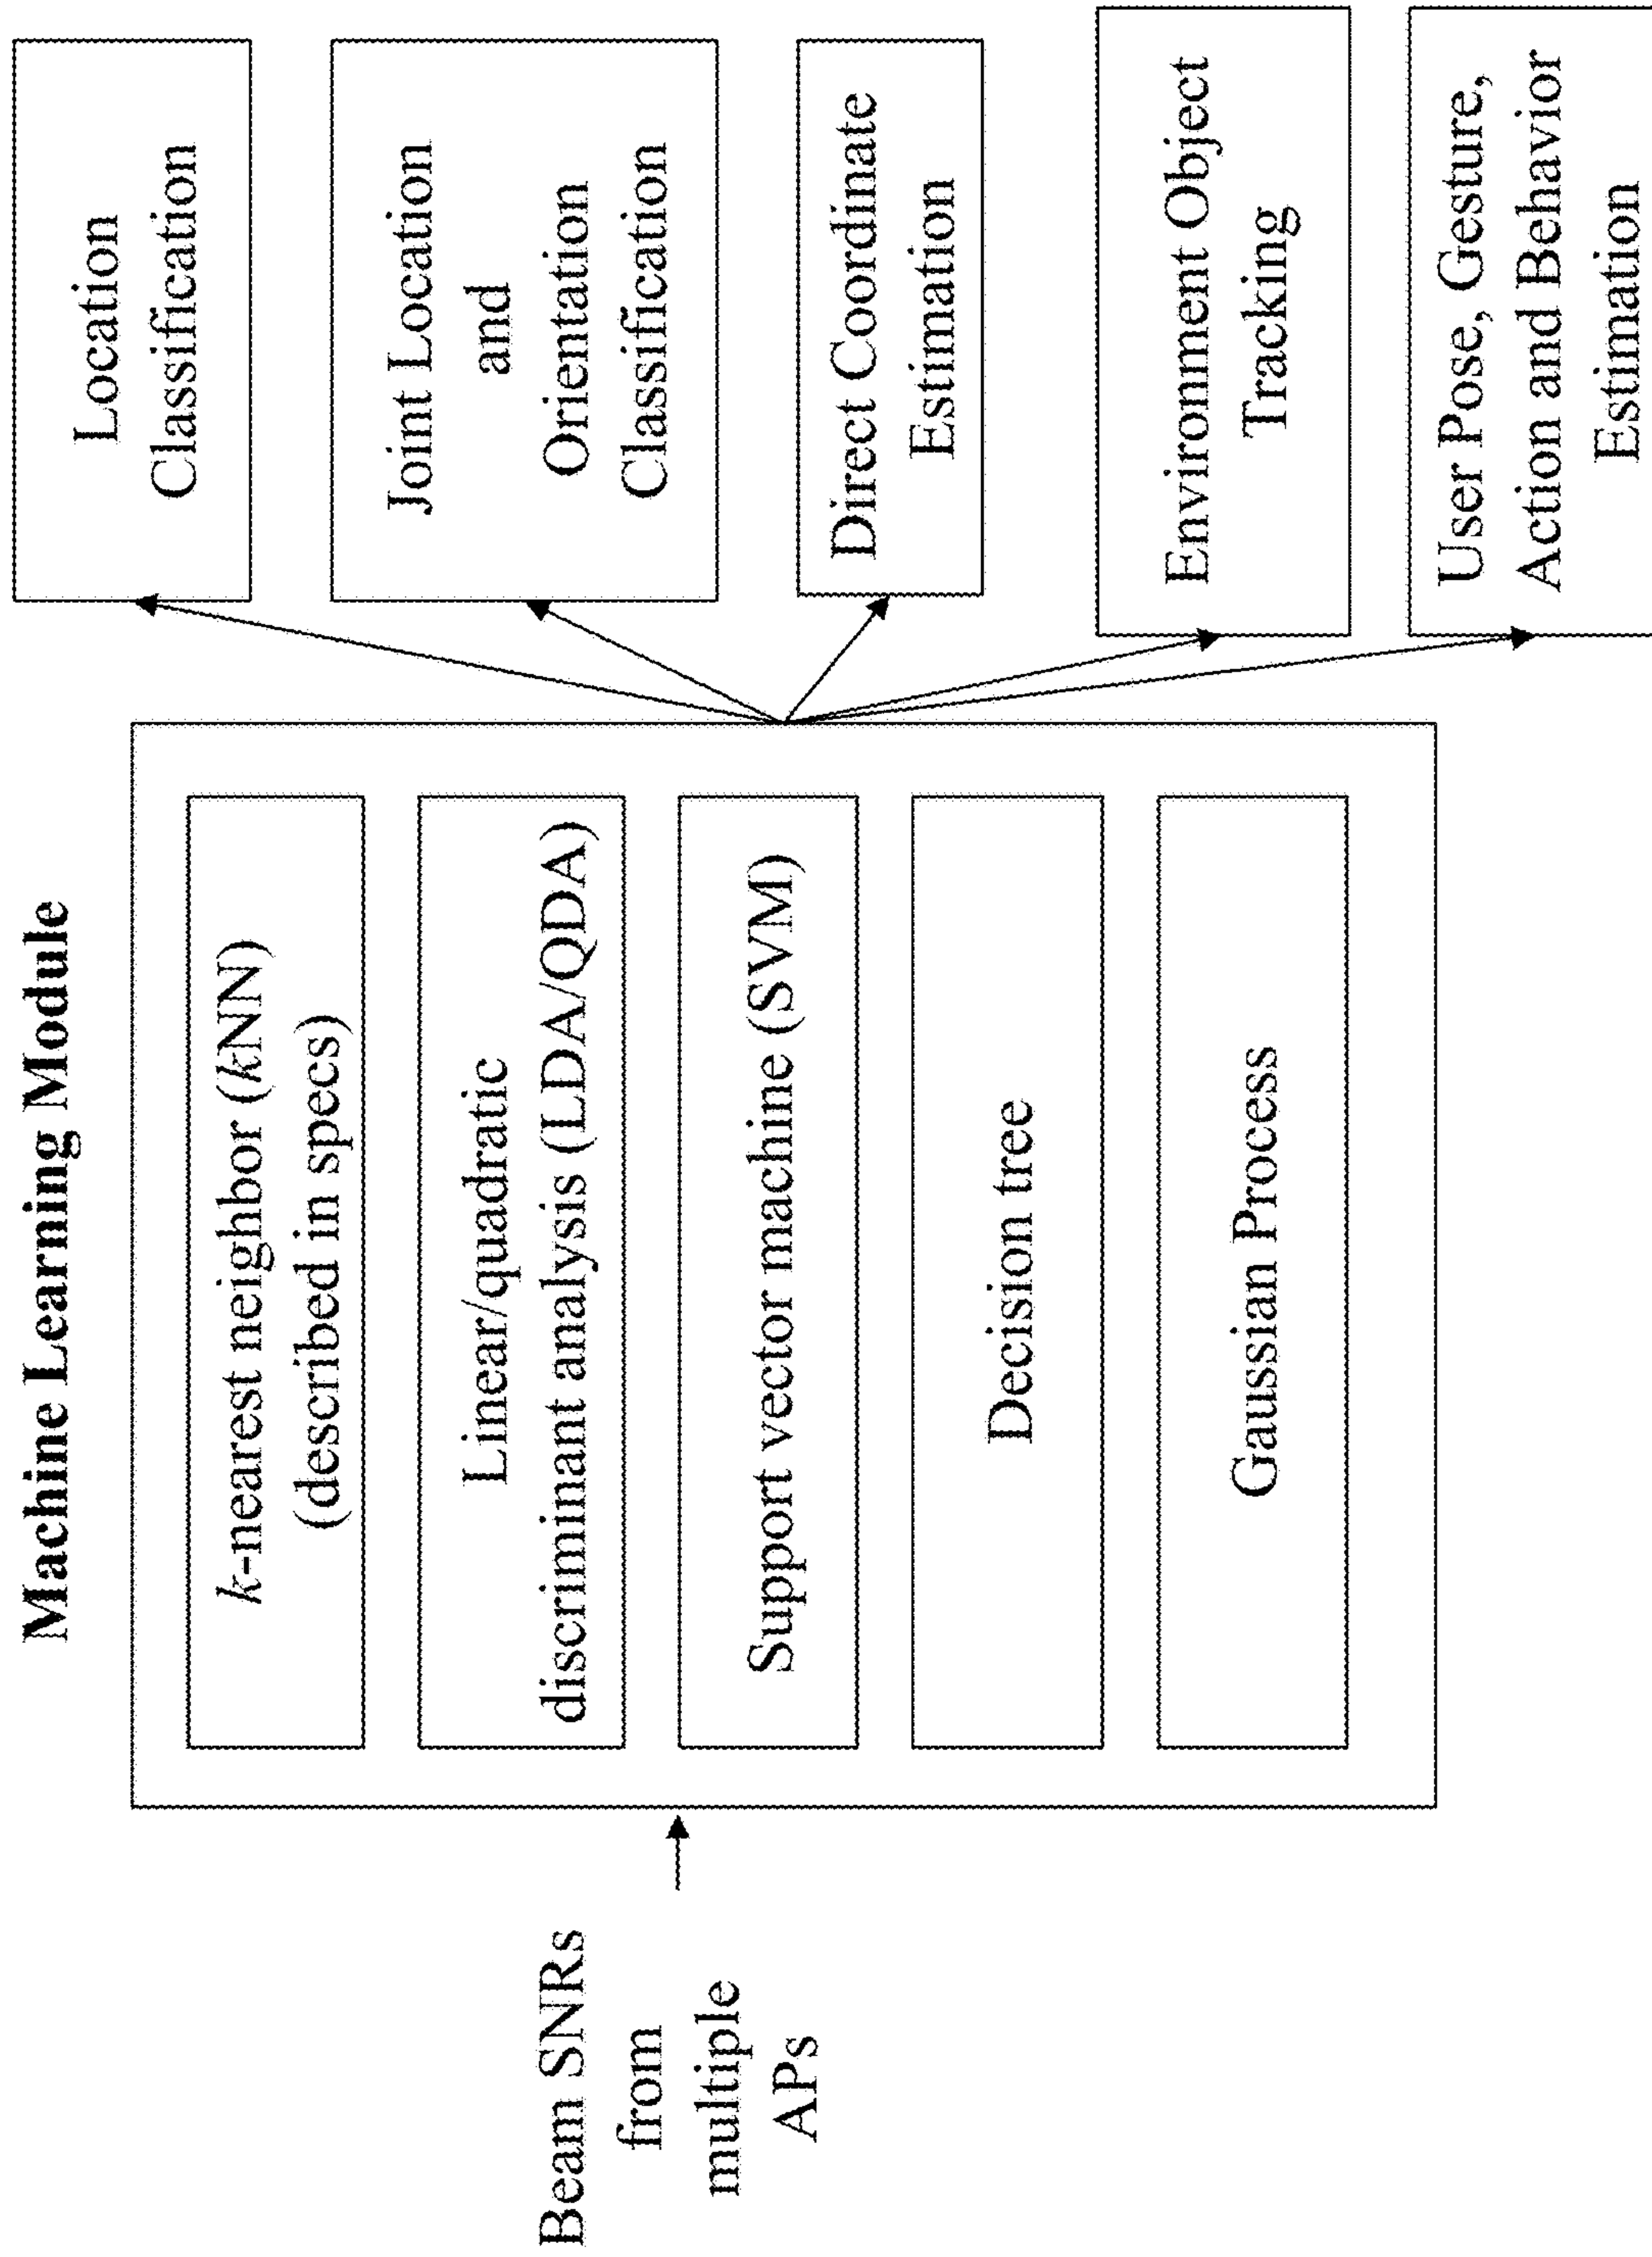 Machine Learning Module
Beam SNRs
from
multiple
APs
k-nearest neighbor (kNN)
(described in specs)
Linear/quadratic
discriminant analysis (LDA/QDA)
Support vector machine (SVM)
Decision tree
Gaussian Process
Location
Classification
Joint Location
and
Orientation
Classification
Direct Coordinate
Estimation
Environment Object
Tracking
User Pose, Gesture,
Action and Behavior
Estimation